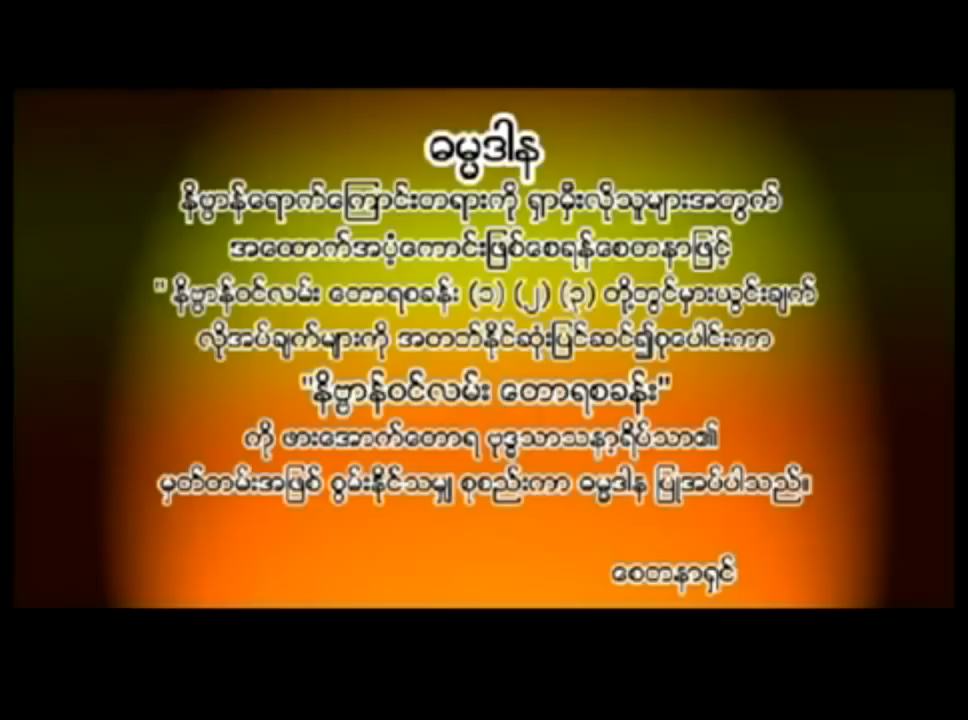 ဓမ္မဒါန
နိဗ္ဗာန်ရောက်ကြောင်းတရားကို ရှာမှီးလိုသူများအတွက်
အထောက်အပံ့ကောင်းဖြစ်စေရန်စေတနာဖြင့်
" နိဗ္ဗာန်ဝင်လမ်း တောရစခန်း (၁) (၂) (၃) တို့တွင်မှားယွင်းချက်
လိုအပ်ချက်များကို အတတ်နိုင်ဆုံးပြင်ဆင်၍စုပေါင်းကာ
"နိဗ္ဗာန်ဝင်လမ်း တောရစခန်း"
ကို ဖားအောက်တောရ ဗုဒ္ဓသာသနာ့ရိပ်သာ၏
မှတ်တမ်းအဖြစ် စွမ်းနိုင်သမျှ စုစည်းကာ ဓမ္မဒါန ပြုအပ်ပါသည်။
စေတနာရှင်